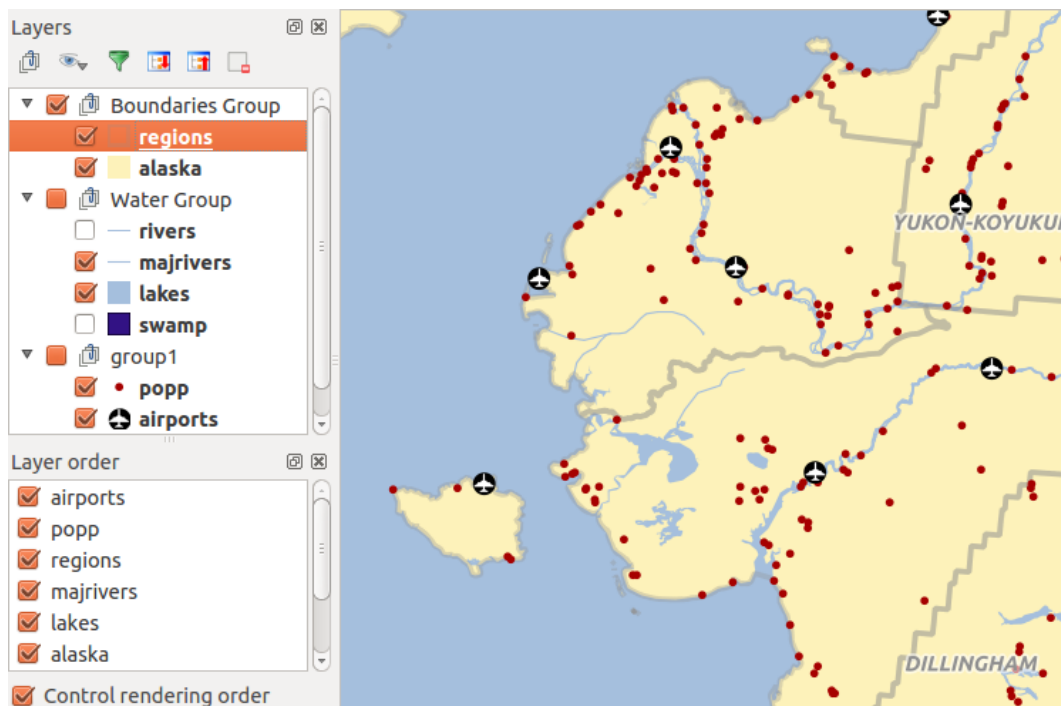 Layers
Boundaries Group
regions
alaska
Water Group
rivers
majrivers
lakes
swamp
group1
popp
airports
Layer order
airports
popp
regions
majrivers
lakes
alaska
Control rendering order
YUKON-KOYUKU
DILLINGHAM